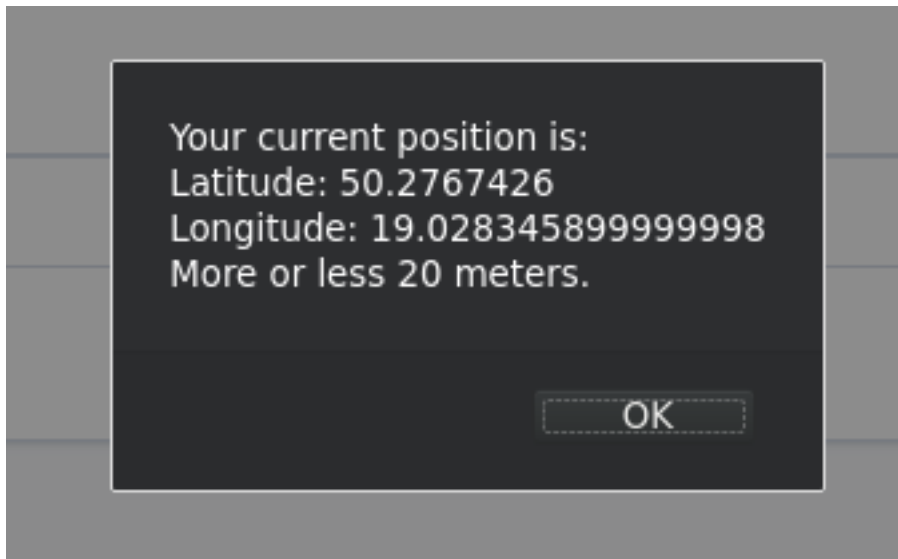 Your current position is:
Latitude: 50.2767426
Longitude: 19.028345899999998
More or less 20 meters.
OK